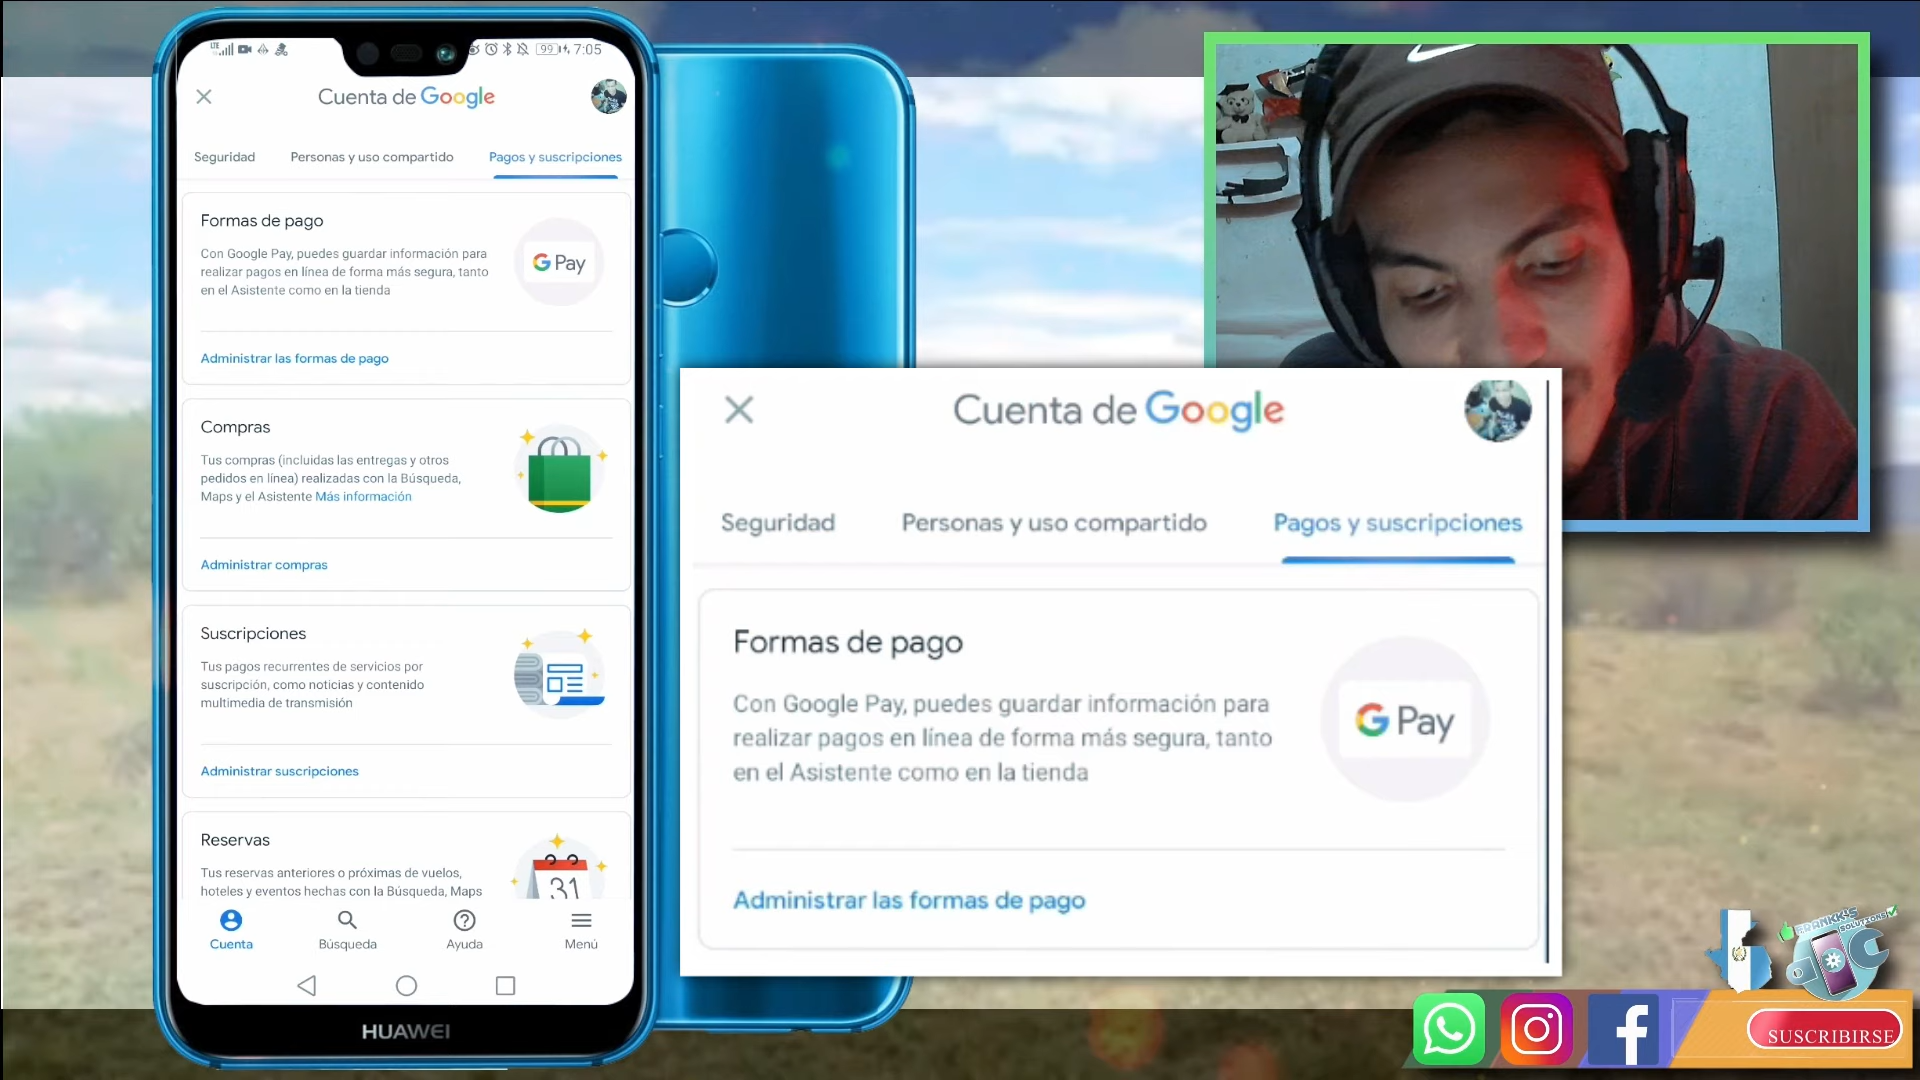 LTE
99
7:05
Cuenta de Google
Seguridad
Personas y uso compartido
Pagos y suscripciones
Formas de pago
Con Google Pay, puedes guardar información para
realizar pagos en línea de forma más segura, tanto
en el Asistente como en la tienda
G Pay
Administrar las formas de pago
Compras
Tus compras (incluidas las entregas y otros
pedidos en línea) realizadas con la Búsqueda,
Maps y el Asistente Más información
Administrar compras
Suscripciones
Tus pagos recurrentes de servicios por
suscripción, como noticias y contenido
multimedia de transmisión
Administrar suscripciones
Reservas
Tus reservas anteriores o próximas de vuelos,
hoteles y eventos hechas con la Búsqueda, Maps
31
Cuenta
Búsqueda
Ayuda
Menú
HUAWEI
Cuenta de Google
Seguridad
Personas y uso compartido
Pagos y suscripciones
Formas de pago
Con Google Pay, puedes guardar información para
realizar pagos en línea de forma más segura, tanto
en el Asistente como en la tienda
G Pay
Administrar las formas de pago
FRANKK'S
SOLUTIONS
SUSCRIBIRSE